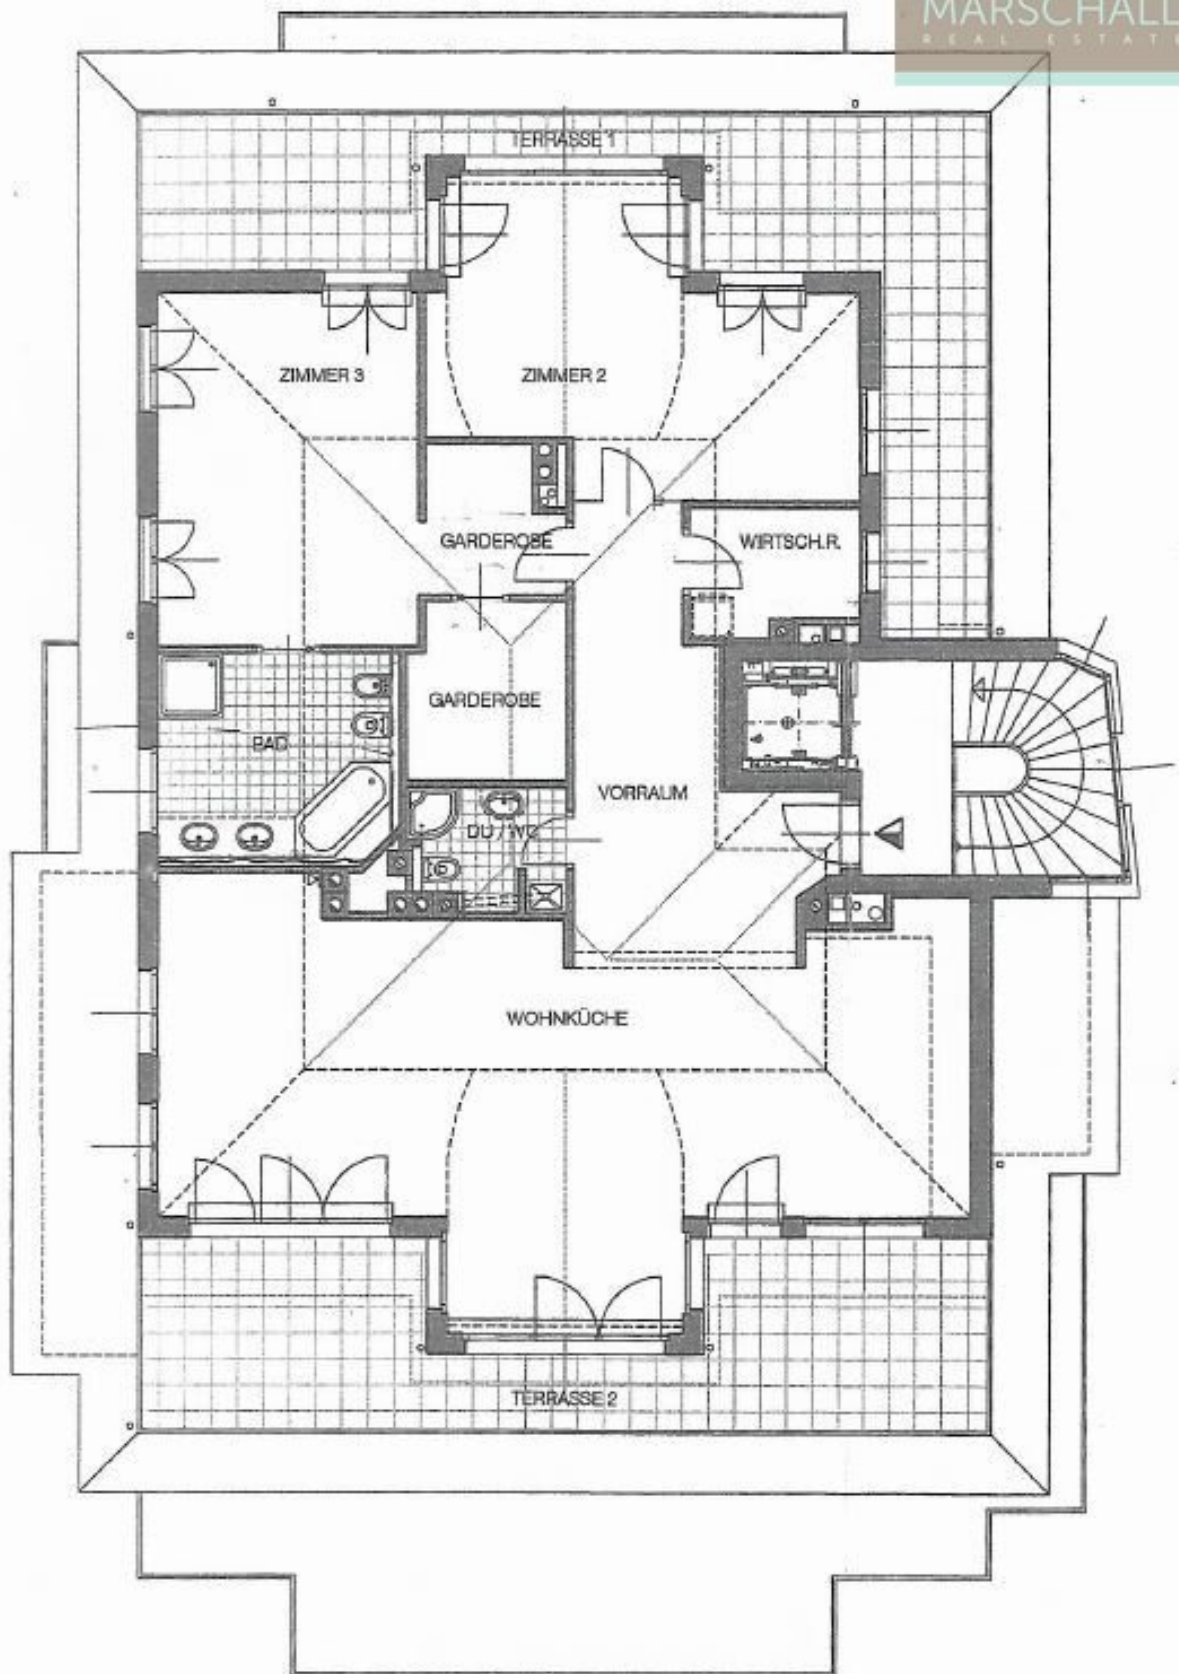 MARSCHALL
REAL ESTATE
TERRASSE 1
ZIMMER 3
ZIMMER 2
GARDEROBE
WIRTSCH.R.
GARDEROBE
BAD
VORRAUM
DU / WC
WOHNKÜCHE
TERRASSE 2